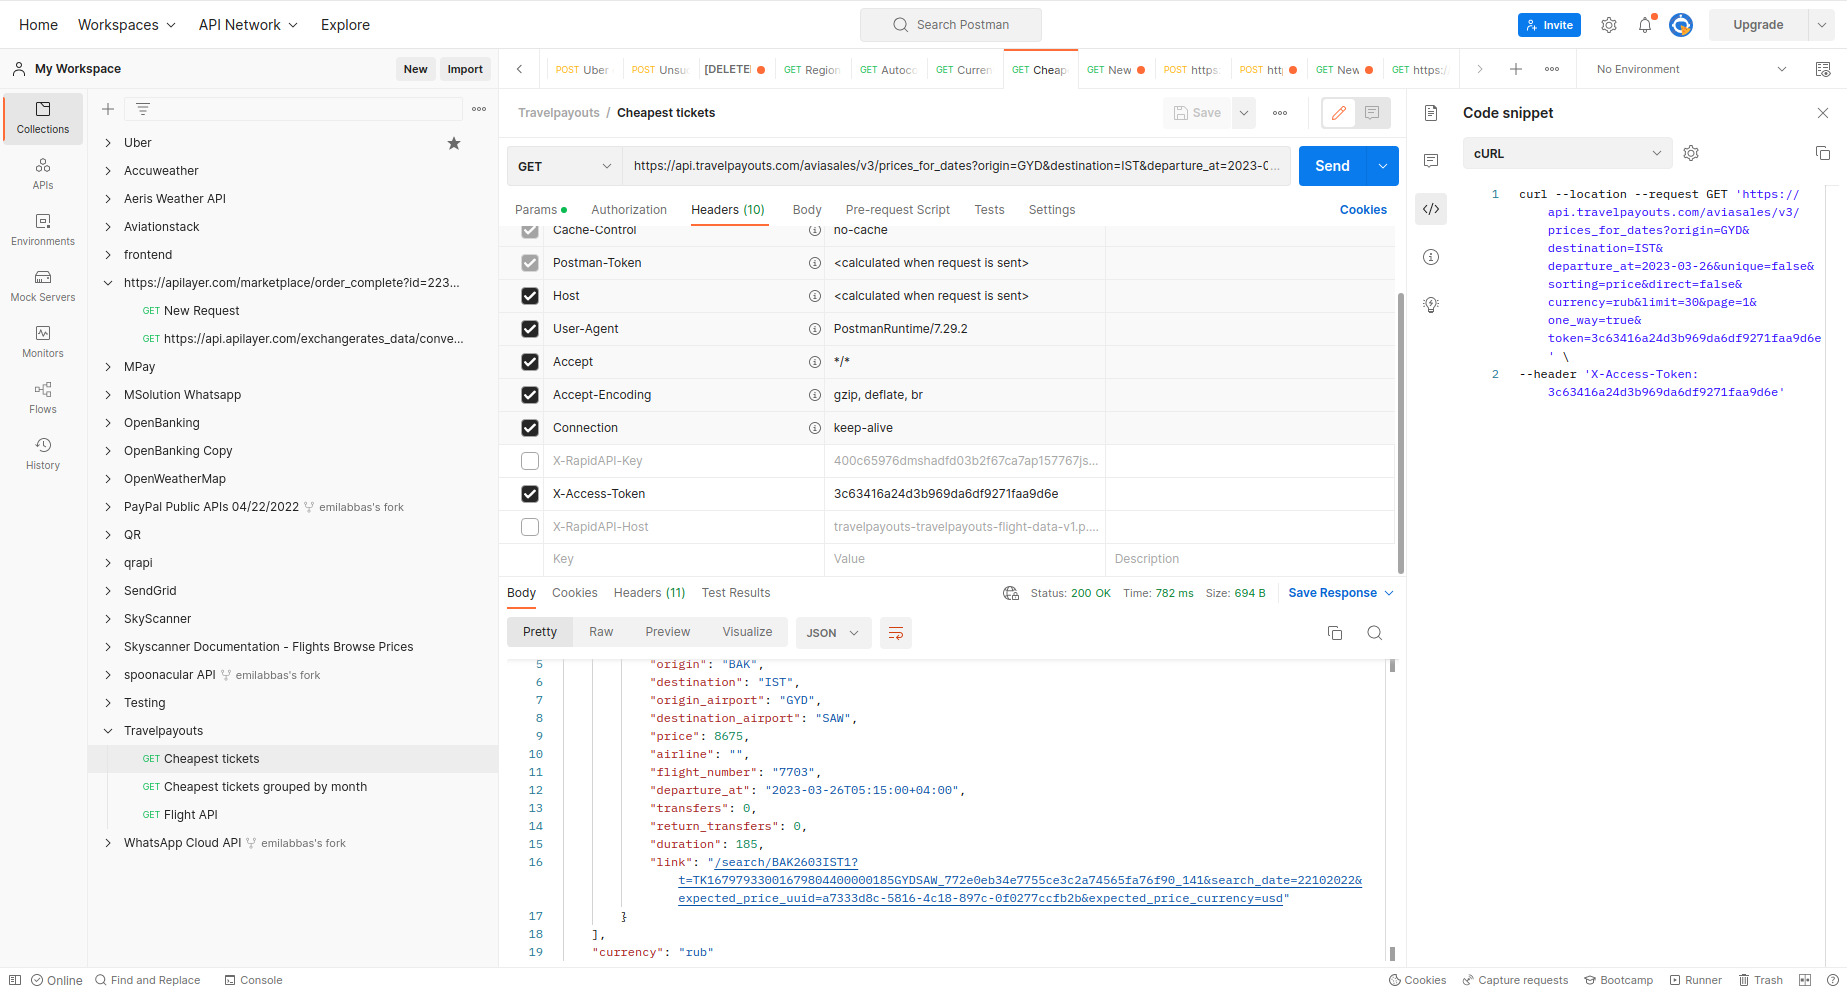 Home
Workspaces
API Network
Explore
Search Postman
Invite
Upgrade
My Workspace
New
Import
POST Uber
POST Unsu
[DELETE
GET Region
GET Autoco
GET Curren
GET Cheap
GET New
POST https:
POST htt
GET New
GET https:/
No Environment
Collections
APIs
Environments
Mock Servers
Monitors
Flows
History
Uber
Accuweather
Aeris Weather API
Aviationstack
frontend
https://apilayer.com/marketplace/order_complete?id=223...
GET New Request
GET https://api.apilayer.com/exchangerates_data/conve...
MPay
MSolution Whatsapp
OpenBanking
OpenBanking Copy
OpenWeatherMap
PayPal Public APIs 04/22/2022 emilabbas's fork
QR
qrapi
SendGrid
SkyScanner
Skyscanner Documentation - Flights Browse Prices
spoonacular API emilabbas's fork
Testing
Travelpayouts
GET Cheapest tickets
GET Cheapest tickets grouped by month
GET Flight API
WhatsApp Cloud API emilabbas's fork
Travelpayouts / Cheapest tickets
Save
GET
https://api.travelpayouts.com/aviasales/v3/prices_for_dates?origin=GYD&destination=IST&departure_at=2023-0...
Send
Params
Authorization
Headers (10)
Body
Pre-request Script
Tests
Settings
Cookies
Cache-Control no-cache
Postman-Token <calculated when request is sent>
Host <calculated when request is sent>
User-Agent PostmanRuntime/7.29.2
Accept */*
Accept-Encoding gzip, deflate, br
Connection keep-alive
X-RapidAPI-Key 400c65976dmshadfd03b2f67ca7ap157767js...
X-Access-Token 3c63416a24d3b969da6df9271faa9d6e
X-RapidAPI-Host travelpayouts-travelpayouts-flight-data-v1.p....
Key Value Description
Body
Cookies
Headers (11)
Test Results
Status: 200 OK Time: 782 ms Size: 694 B
Save Response
Pretty
Raw
Preview
Visualize
JSON
5 "origin": "BAK",
6 "destination": "IST",
7 "origin_airport": "GYD",
8 "destination_airport": "SAW",
9 "price": 8675,
10 "airline": "",
11 "flight_number": "7703",
12 "departure_at": "2023-03-26T05:15:00+04:00",
13 "transfers": 0,
14 "return_transfers": 0,
15 "duration": 185,
16 "link": "/search/BAK2603IST1?
t=TK16797933001679804400000185GYDSAW_772e0eb34e7755ce3c2a74565fa76f90_141&search_date=22102022&
expected_price_uuid=a7333d8c-5816-4c18-897c-0f0277ccfb2b&expected_price_currency=usd"
17 }
18 ],
19 "currency": "rub"
Code snippet
cURL
1 curl --location --request GET 'https://
api.travelpayouts.com/aviasales/v3/
prices_for_dates?origin=GYD&
destination=IST&
departure_at=2023-03-26&unique=false&
sorting=price&direct=false&
currency=rub&limit=30&page=1&
one_way=true&
token=3c63416a24d3b969da6df9271faa9d6e
' \
2 --header 'X-Access-Token:
3c63416a24d3b969da6df9271faa9d6e'
Online
Find and Replace
Console
Cookies
Capture requests
Bootcamp
Runner
Trash